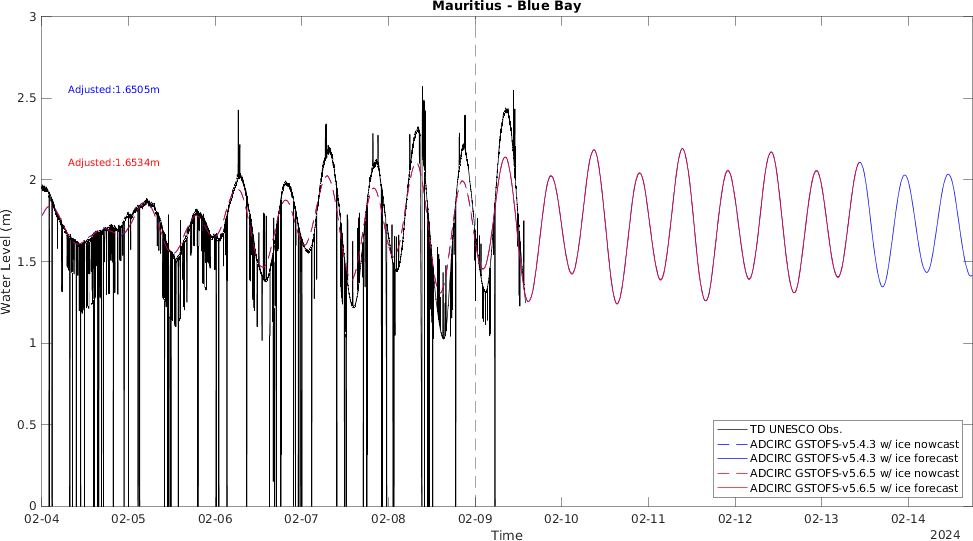 Mauritius - Blue Bay
3
2.5
2
1.5
1
0.5
0
Water Level (m)
Adjusted:1.6505m
Adjusted:1.6534m
TD UNESCO Obs.
ADCIRC GSTOFS-v5.4.3 w/ ice nowcast
ADCIRC GSTOFS-v5.4.3 w/ ice forecast
ADCIRC GSTOFS-v5.6.5 w/ ice nowcast
ADCIRC GSTOFS-v5.6.5 w/ ice forecast
02-04 02-05 02-06 02-07 02-08 02-09 02-10 02-11 02-12 02-13 02-14
Time
2024